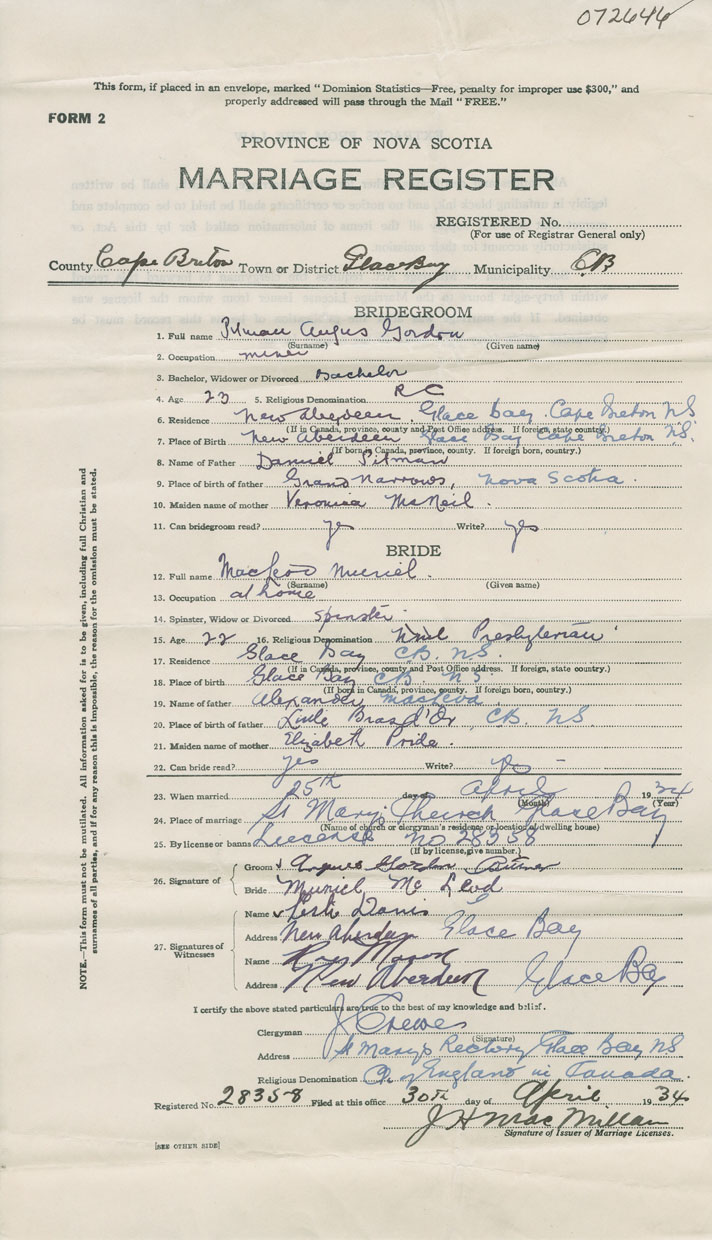 072646
This form, if placed in an envelope, marked "Dominion Statistics—Free, penalty for improper use $300," and
properly addressed will pass through the Mail "FREE."
FORM 2
PROVINCE OF NOVA SCOTIA
MARRIAGE REGISTER
REGISTERED No.
(For use of Registrar General only)
County Cape Breton Town or District Glace Bay Municipality C.B
BRIDEGROOM
1. Full name Pitman Angus Gordon
(Surname) (Given name)
2. Occupation miner
3. Bachelor, Widower or Divorced Bachelor
4. Age 23 5. Religious Denomination R C
6. Residence New Aberdeen, Glace Bay. Cape Breton NS
(If in Canada, province, county and Post Office address. If foreign, state country.)
7. Place of Birth New Aberdeen Glace Bay Cape Breton N.S.
(If born in Canada, province, county. If foreign born, country.)
8. Name of Father Daniel Pitman
9. Place of birth of father Grand Narrows, Nova Scotia.
10. Maiden name of mother Veronica McNeil.
11. Can bridegroom read? yes Write? yes
BRIDE
12. Full name MacLeod Muriel.
(Surname) (Given name)
13. Occupation at home
14. Spinster, Widow or Divorced Spinster.
15. Age 22 16. Religious Denomination Presbyterian
17. Residence Glace Bay C.B. N.S.
(If in Canada, province, county and Post Office address. If foreign, state country.)
18. Place of birth Glace Bay CB. N.S
(If born in Canada, province, county. If foreign born, country.)
19. Name of father Alexander MacLeod
20. Place of birth of father Little Bras d'Or, C.B. N.S
21. Maiden name of mother Elizabeth Pride.
22. Can bride read? yes Write? yes -
23. When married 25th day of April 1934
(Month) (Year)
24. Place of marriage St Mary's Church Glace Bay
(Name of church or clergyman's residence or location of dwelling house)
25. By license or banns License No 28358
(If by license, give number.)
26. Signature of
Groom Angus Gordon Pitman
Bride Muriel Mc Leod
27. Signatures of
Witnesses
Name Davis
Address New Aberdeen Glace Bay
Name
Address New Aberdeen Glace Bay
I certify the above stated particulars are true to the best of my knowledge and belief.
Clergyman
(Signature)
Address St Mary's Rectory Glace Bay NS
Religious Denomination Ch. of England in Canada.
Registered No. 28358 Filed at this office 30th day of April 1934
J H MacMillan
Signature of Issuer of Marriage Licenses.
[SEE OTHER SIDE]
NOTE.—This form must not be mutilated. All information asked for is to be given, including full Christian and
surnames of all parties, and if for any reason this is impossible, the reason for the omission must be stated.